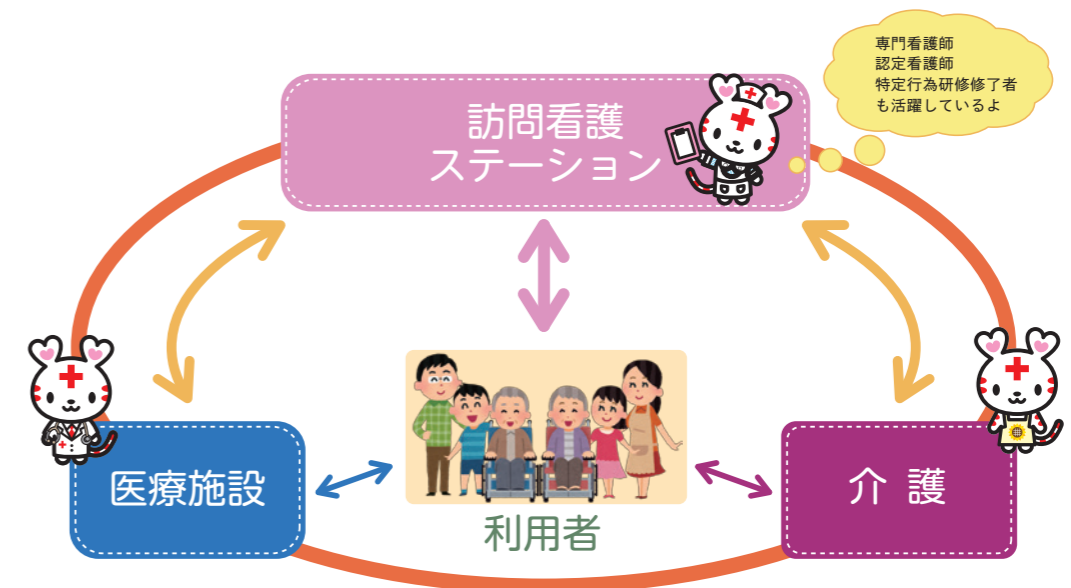 専門看護師
認定看護師
特定行為研修修了者
も活躍しているよ
訪問看護
ステーション
医療施設
利用者
介 護